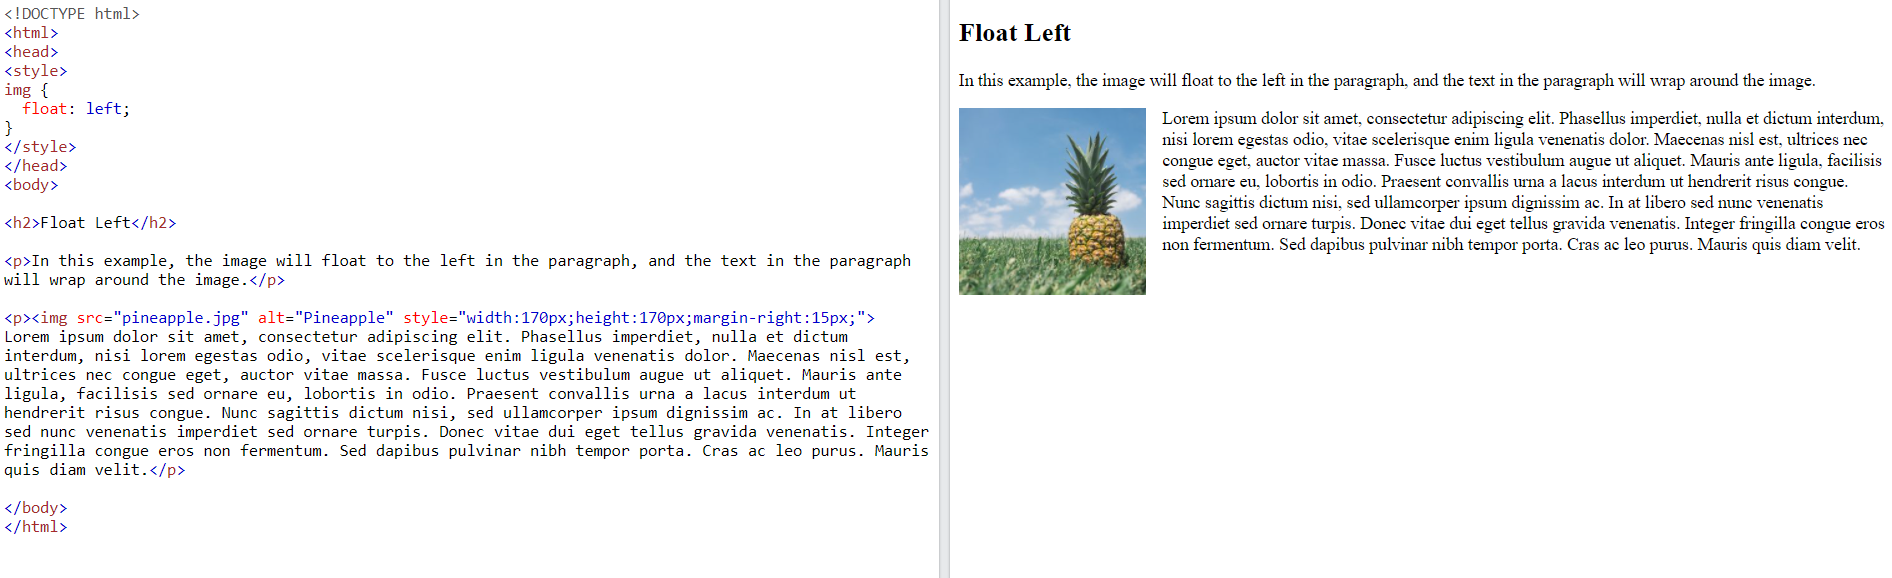 <!DOCTYPE html>
<html>
<head>
<style>
img {
  float: left;
}
</style>
</head>
<body>
<h2>Float Left</h2>
<p>In this example, the image will float to the left in the paragraph, and the text in the paragraph
will wrap around the image.</p>
<p><img src="pineapple.jpg" alt="Pineapple" style="width:170px;height:170px;margin-right:15px;">
Lorem ipsum dolor sit amet, consectetur adipiscing elit. Phasellus imperdiet, nulla et dictum
interdum, nisi lorem egestas odio, vitae scelerisque enim ligula venenatis dolor. Maecenas nisl est,
ultrices nec congue eget, auctor vitae massa. Fusce luctus vestibulum augue ut aliquet. Mauris ante
ligula, facilisis sed ornare eu, lobortis in odio. Praesent convallis urna a lacus interdum ut
hendrerit risus congue. Nunc sagittis dictum nisi, sed ullamcorper ipsum dignissim ac. In at libero
sed nunc venenatis imperdiet sed ornare turpis. Donec vitae dui eget tellus gravida venenatis. Integer
fringilla congue eros non fermentum. Sed dapibus pulvinar nibh tempor porta. Cras ac leo purus. Mauris
quis diam velit.</p>
</body>
</html>
Float Left
In this example, the image will float to the left in the paragraph, and the text in the paragraph will wrap around the image.
Lorem ipsum dolor sit amet, consectetur adipiscing elit. Phasellus imperdiet, nulla et dictum interdum,
nisi lorem egestas odio, vitae scelerisque enim ligula venenatis dolor. Maecenas nisl est, ultrices nec
congue eget, auctor vitae massa. Fusce luctus vestibulum augue ut aliquet. Mauris ante ligula, facilisis
sed ornare eu, lobortis in odio. Praesent convallis urna a lacus interdum ut hendrerit risus congue.
Nunc sagittis dictum nisi, sed ullamcorper ipsum dignissim ac. In at libero sed nunc venenatis
imperdiet sed ornare turpis. Donec vitae dui eget tellus gravida venenatis. Integer fringilla congue eros
non fermentum. Sed dapibus pulvinar nibh tempor porta. Cras ac leo purus. Mauris quis diam velit.